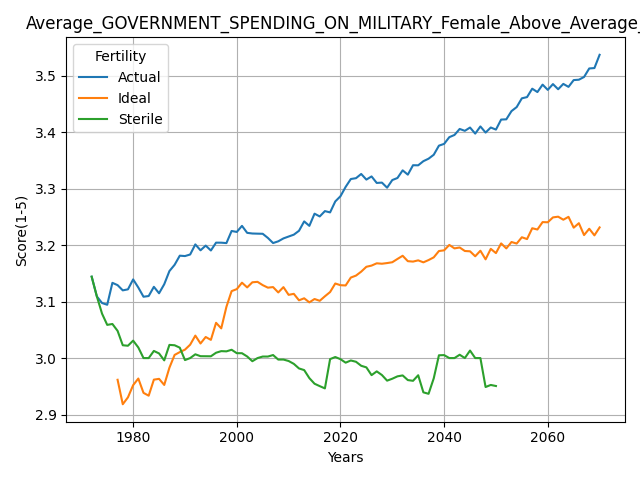 Average_GOVERNMENT_SPENDING_ON_MILITARY_Female_Above_Average_
Fertility
Actual
Ideal
Sterile
3.5
3.4
3.3
3.2
3.1
3.0
2.9
Score(1-5)
1980 2000 2020 2040 2060
Years